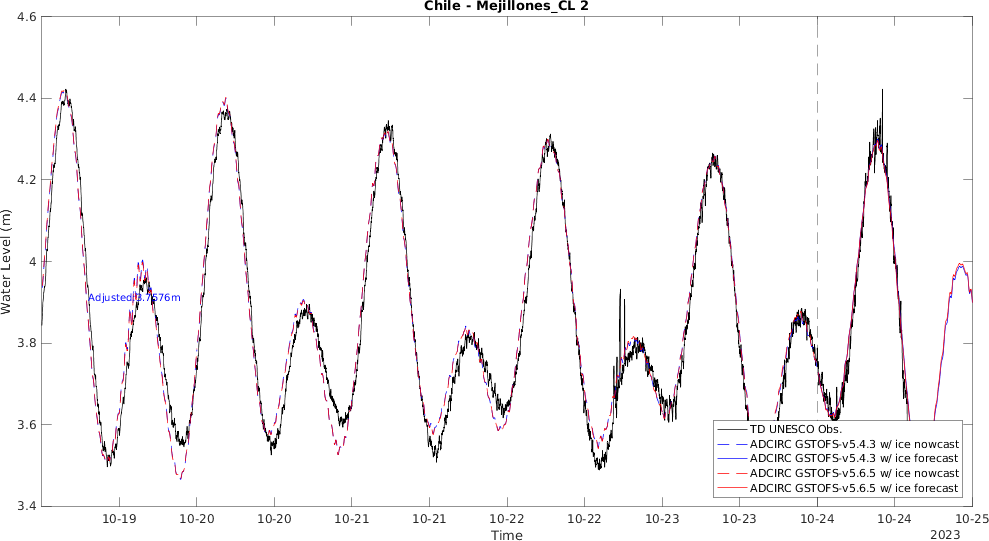 Chile - Mejillones_CL 2
4.6
4.4
4.2
4
3.8
3.6
3.4
Water Level (m)
Adjusted:3.7576m
TD UNESCO Obs.
ADCIRC GSTOFS-v5.4.3 w/ ice nowcast
ADCIRC GSTOFS-v5.4.3 w/ ice forecast
ADCIRC GSTOFS-v5.6.5 w/ ice nowcast
ADCIRC GSTOFS-v5.6.5 w/ ice forecast
10-19 10-20 10-20 10-21 10-21 10-22 10-22 10-23 10-23 10-24 10-24 10-25
Time
2023